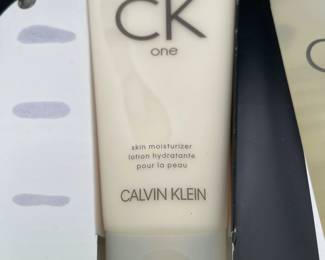 CK
one
skin moisturizer
lotion hydratante
pour la peau
CALVIN KLEIN